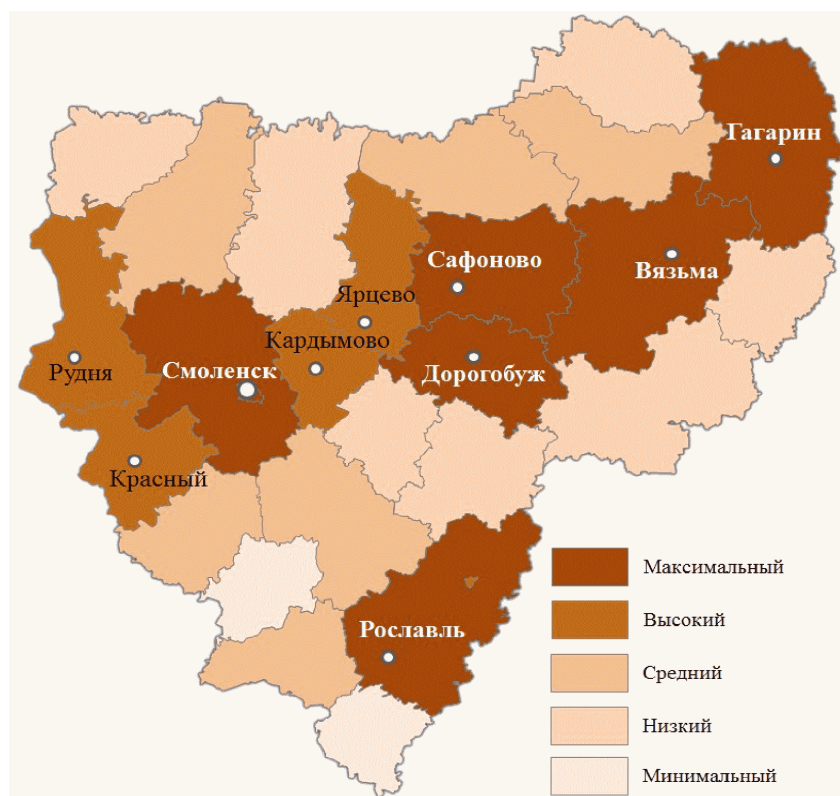 Гагарин
Сафоново
Вязьма
Ярцево
Кардымово
Рудня
Смоленск
Дорогобуж
Красный
Рославль
Максимальный
Высокий
Средний
Низкий
Минимальный